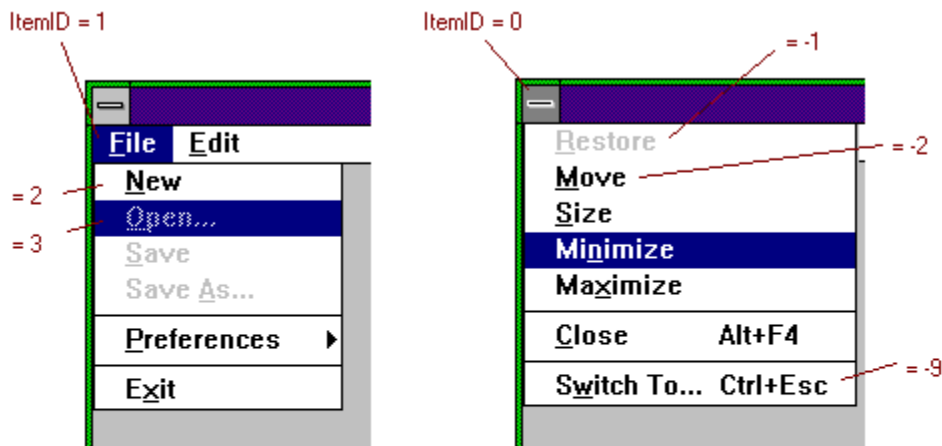 ItemID = 1
File Edit
= 2 New
= 3 Open...
Save
Save As...
Preferences
Exit
ItemID = 0
= -1
Restore
Move = -2
Size
Minimize
Maximize
Close Alt+F4
Switch To... Ctrl+Esc = -9